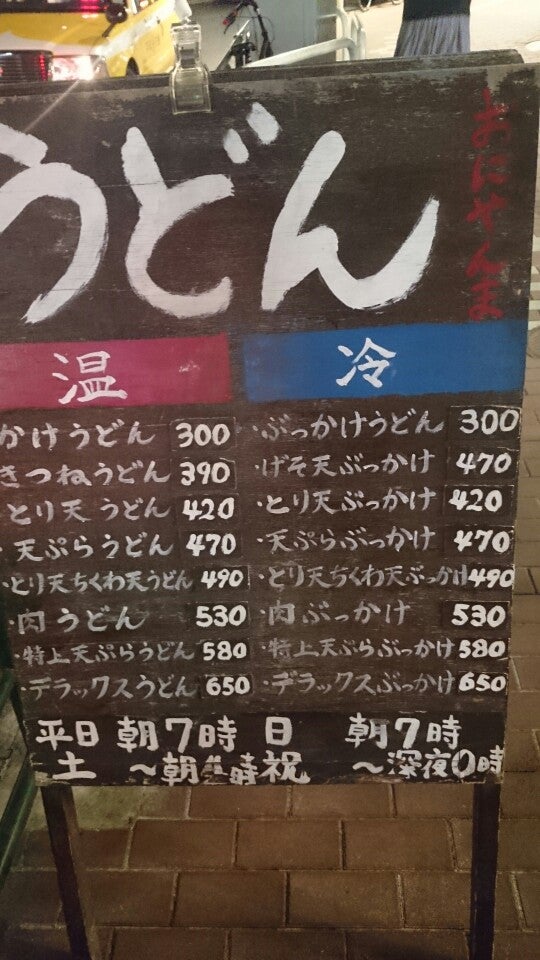 うどん
おにやんま
温
かけうどん 300
きつねうどん 390
とり天うどん 420
・天ぷらうどん 470
・とり天ちくわ天うどん 490
・肉うどん 530
・特上天ぷらうどん 580
・デラックスうどん 650
冷
・ぶっかけうどん 300
・げそ天ぶっかけ 470
・とり天ぶっかけ 420
・天ぷらぶっかけ 470
・とり天ちくわ天ぶっかけ 490
・肉ぶっかけ 530
・特上天ぷらぶっかけ 580
・デラックスぶっかけ 650
平日 朝7時
土 〜朝4時
日 朝7時
祝 〜深夜0時